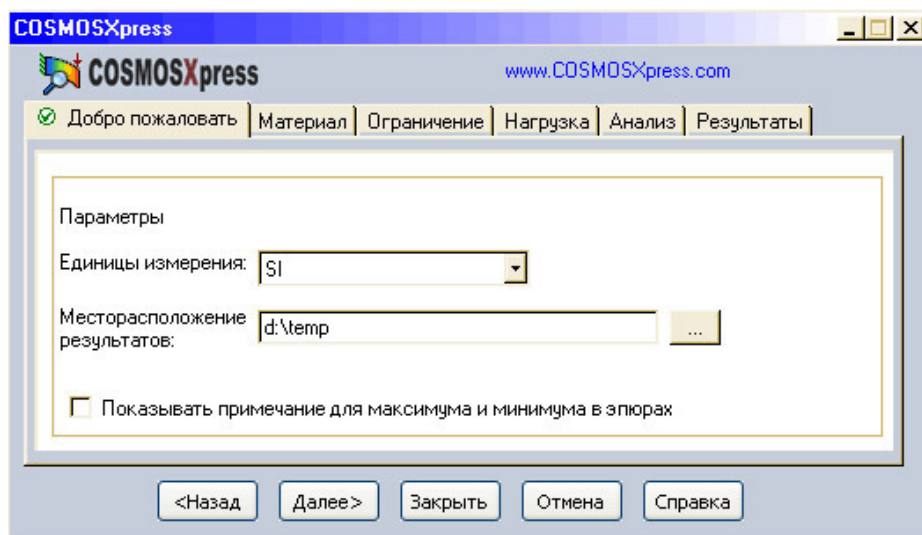 COSMOSXpress
COSMOSXpress www.COSMOSXpress.com
Добро пожаловать Материал Ограничение Нагрузка Анализ Результаты
Параметры
Единицы измерения: SI
Месторасположение
результатов: d:\temp ...
Показывать примечание для максимума и минимума в эпюрах
<Назад Далее> Закрыть Отмена Справка